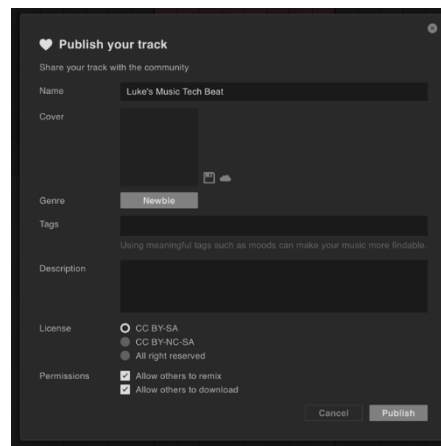 Publish your track
Share your track with the community
Name
Luke's Music Tech Beat
Cover
Genre
Newbie
Tags
Using meaningful tags such as moods can make your music more findable.
Description
License
CC BY-SA
CC BY-NC-SA
All right reserved
Permissions
Allow others to remix
Allow others to download
Cancel
Publish